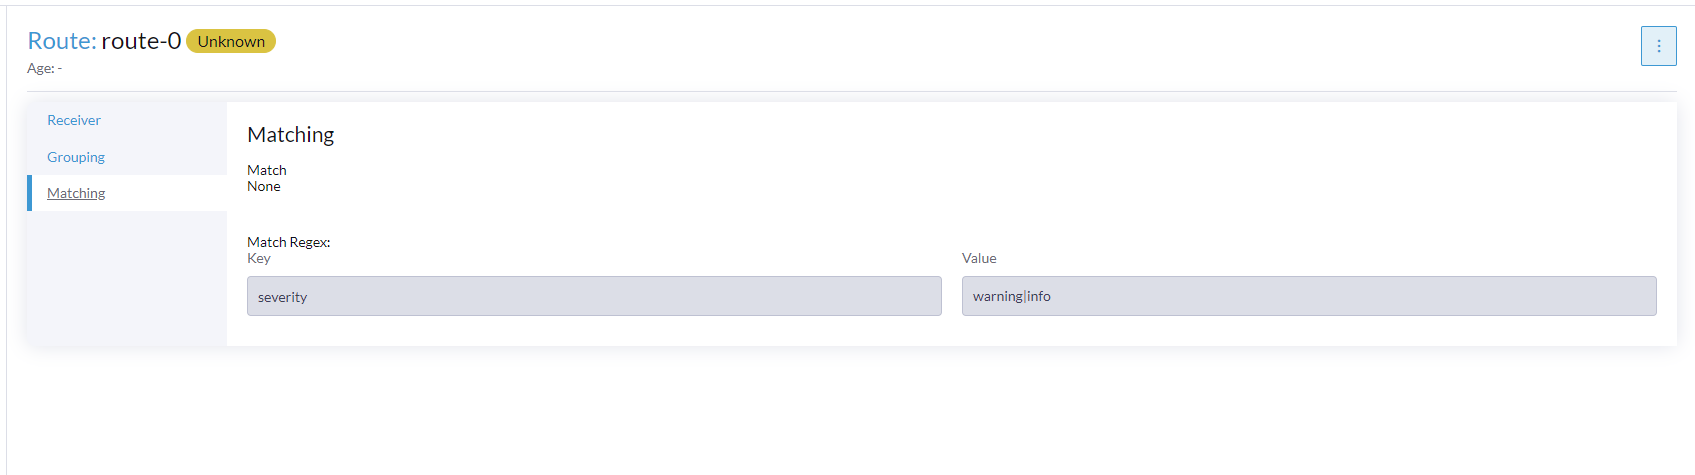 Route: route-0 Unknown
Age: -
Receiver
Grouping
Matching
Matching
Match
None
Match Regex:
Key Value
severity warning|info